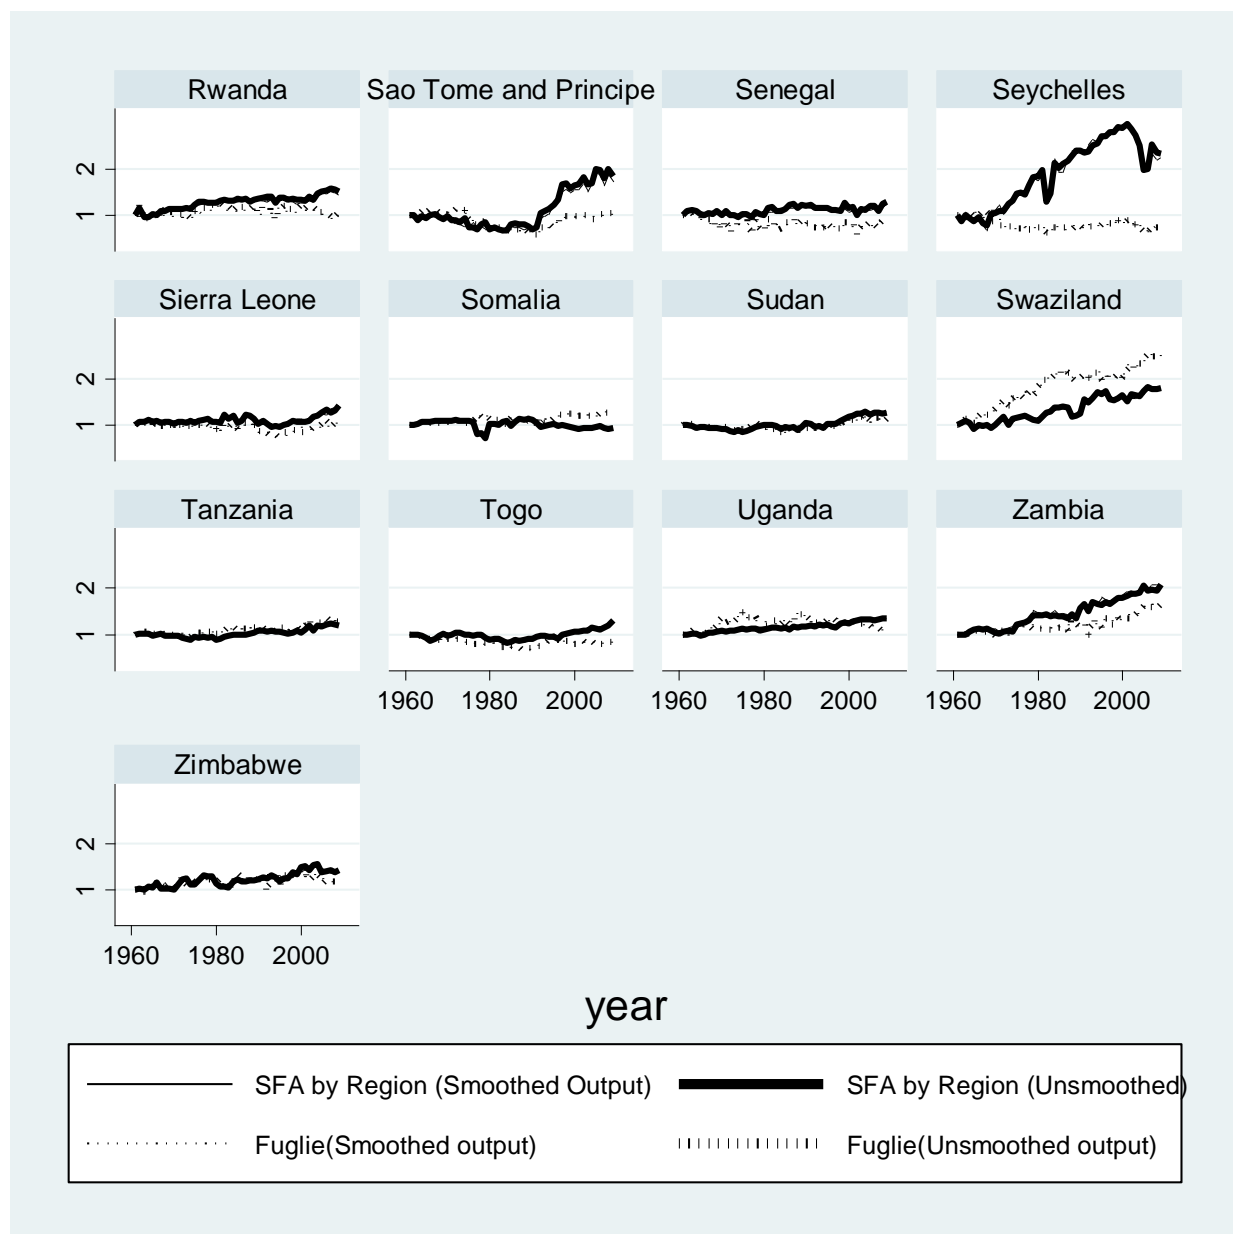 Rwanda
Sao Tome and Principe
Senegal
Seychelles
2
1
Sierra Leone
Somalia
Sudan
Swaziland
2
1
Tanzania
Togo
Uganda
Zambia
2
1
1960 1980 2000
1960 1980 2000
1960 1980 2000
Zimbabwe
2
1
1960 1980 2000
year
SFA by Region (Smoothed Output)
SFA by Region (Unsmoothed)
Fuglie(Smoothed output)
Fuglie(Unsmoothed output)